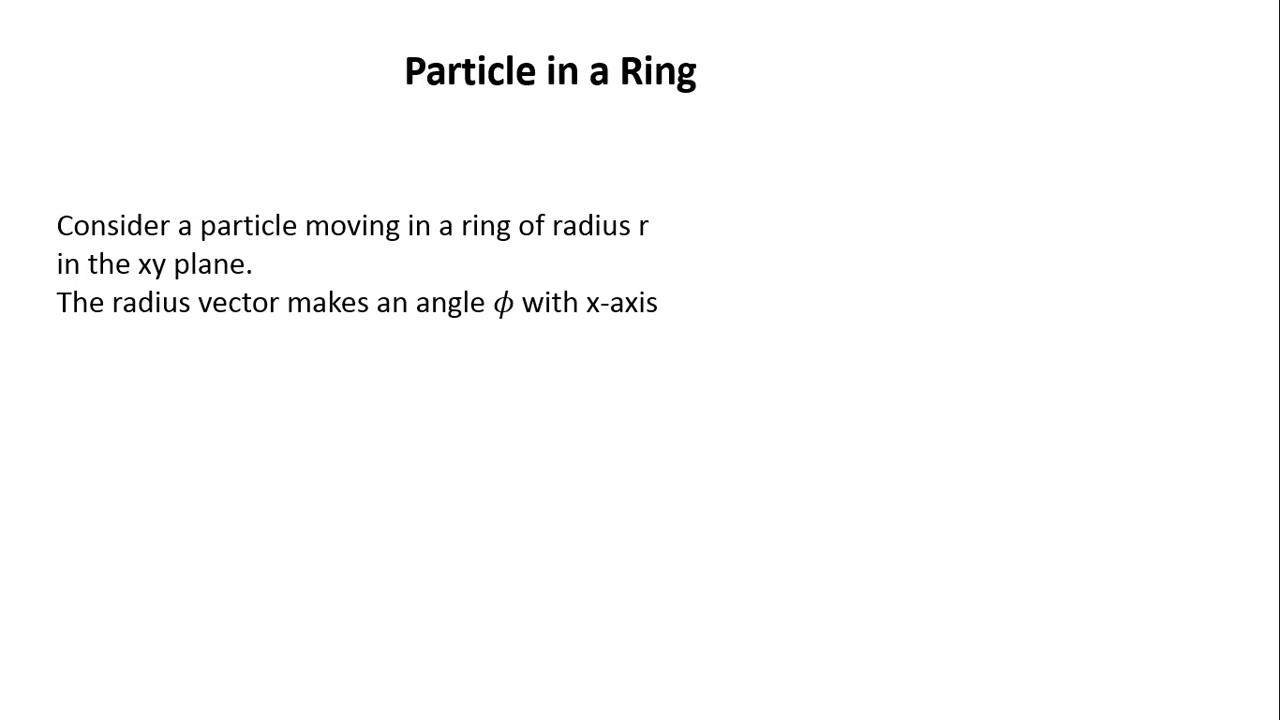 Particle in a Ring
Consider a particle moving in a ring of radius r
in the xy plane.
The radius vector makes an angle 𝜙 with x-axis